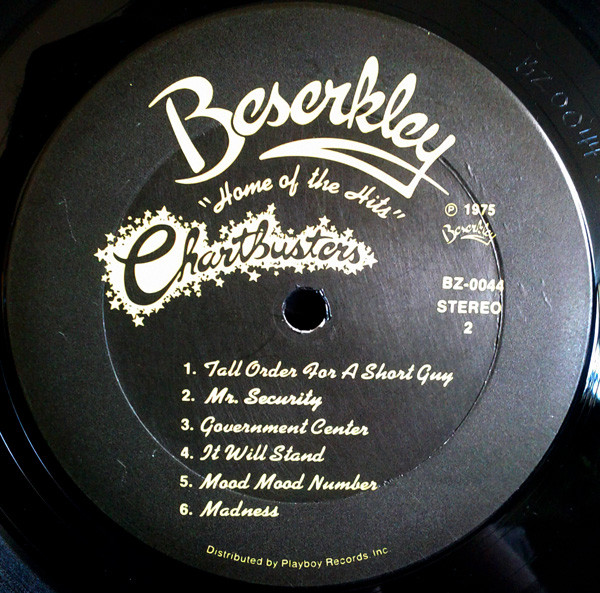 Beserkley
"Home of the Hits"
Chartbusters
℗ 1975
Beserkley
BZ-0044
STEREO
2
1. Tall Order For A Short Guy
2. Mr. Security
3. Government Center
4. It Will Stand
5. Mood Mood Number
6. Madness
Distributed by Playboy Records, Inc.
BZ-0044